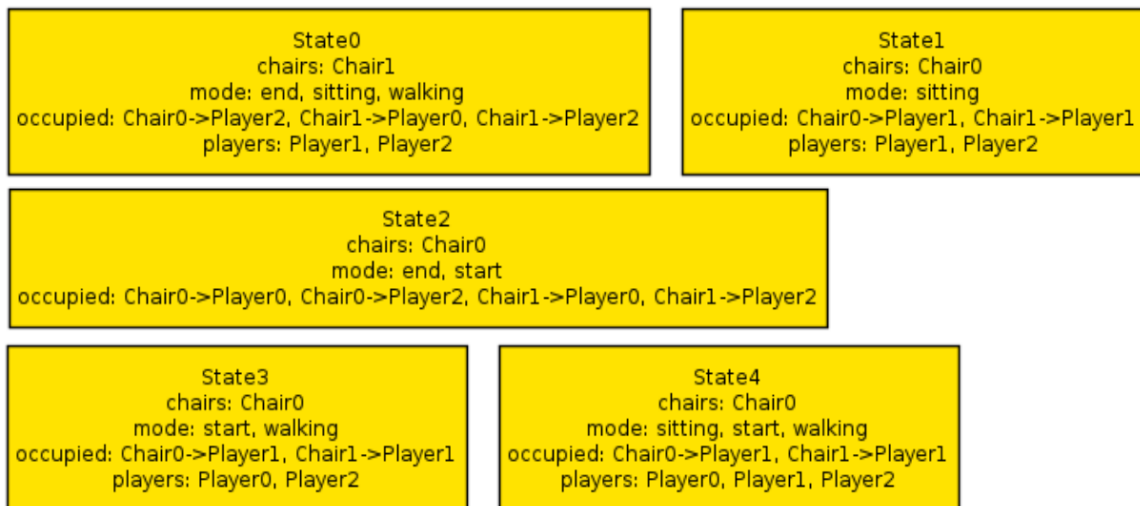 State0
chairs: Chair1
mode: end, sitting, walking
occupied: Chair0->Player2, Chair1->Player0, Chair1->Player2
players: Player1, Player2
State1
chairs: Chair0
mode: sitting
occupied: Chair0->Player1, Chair1->Player1
players: Player1, Player2
State2
chairs: Chair0
mode: end, start
occupied: Chair0->Player0, Chair0->Player2, Chair1->Player0, Chair1->Player2
State3
chairs: Chair0
mode: start, walking
occupied: Chair0->Player1, Chair1->Player1
players: Player0, Player2
State4
chairs: Chair0
mode: sitting, start, walking
occupied: Chair0->Player1, Chair1->Player1
players: Player0, Player1, Player2